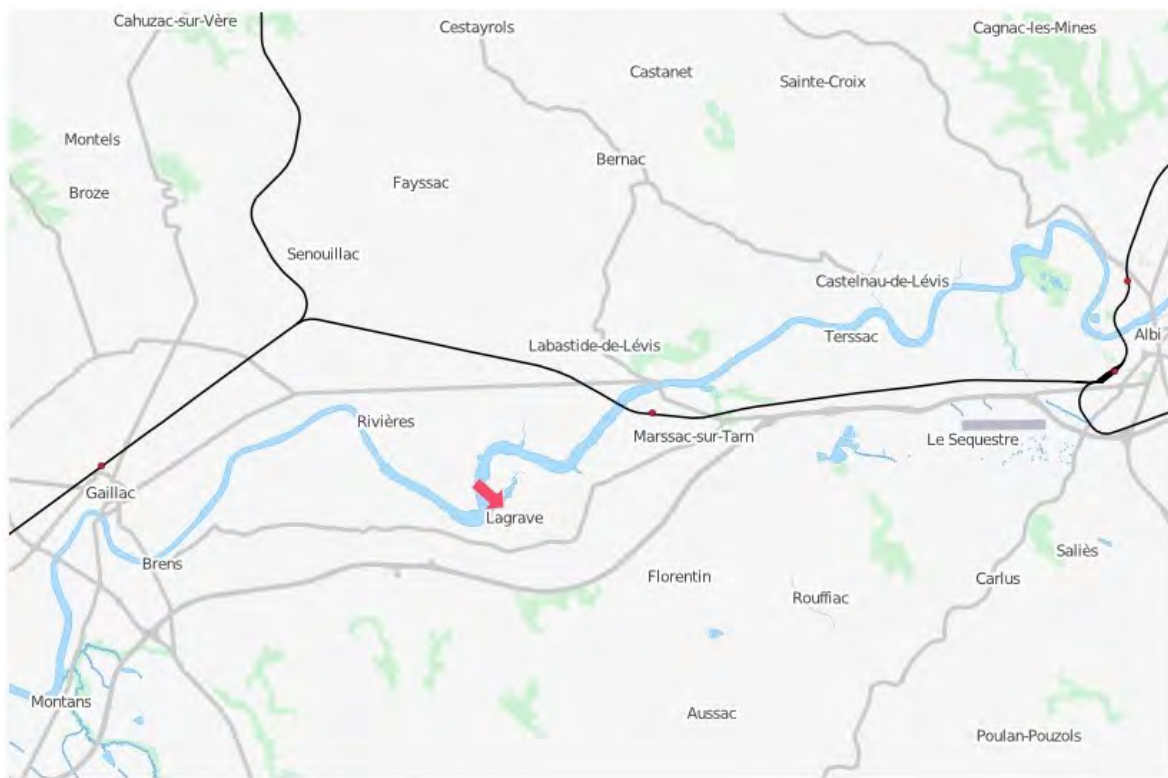 Cahuzac-sur-Vère
Cestayrols
Cagnac-les-Mines
Castanet
Sainte-Croix
Montels
Bernac
Fayssac
Broze
Senouillac
Castelnau-de-Lévis
Terssac
Albi
Labastide-de-Lévis
Rivières
Marssac-sur-Tarn
Le Sequestre
Gaillac
Lagrave
Saliès
Brens
Florentin
Carlus
Rouffiac
Montans
Aussac
Poulan-Pouzols